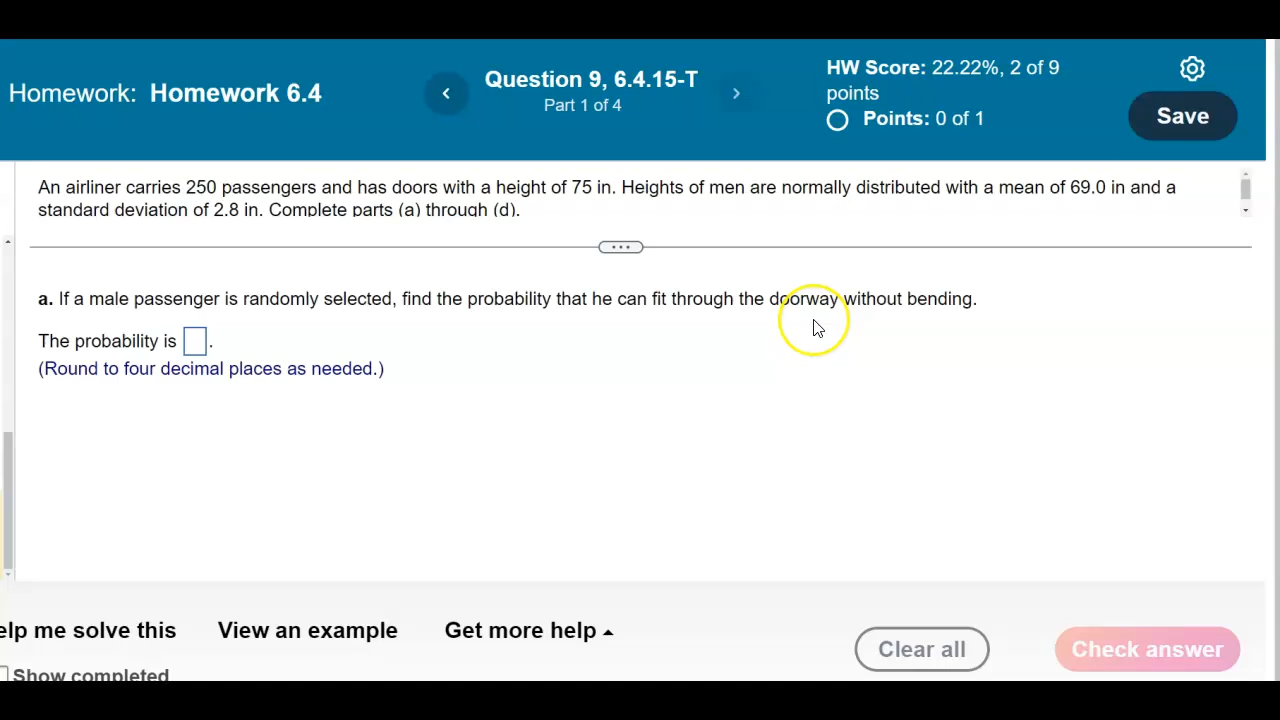 Homework: Homework 6.4
Question 9, 6.4.15-T
Part 1 of 4
HW Score: 22.22%, 2 of 9
points
Points: 0 of 1
Save
An airliner carries 250 passengers and has doors with a height of 75 in. Heights of men are normally distributed with a mean of 69.0 in and a
standard deviation of 2.8 in. Complete parts (a) through (d).
a. If a male passenger is randomly selected, find the probability that he can fit through the doorway without bending.
The probability is .
(Round to four decimal places as needed.)
elp me solve this
View an example
Get more help
Clear all
Check answer
Show completed